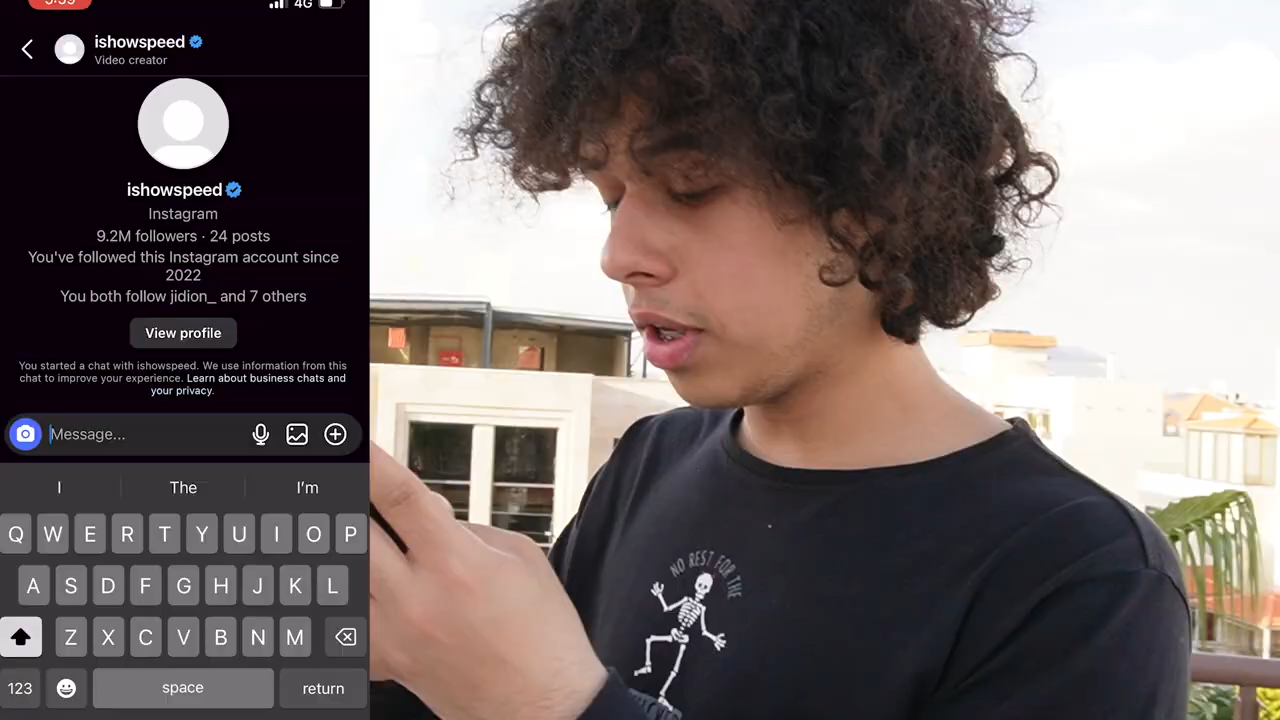 4G
ishowspeed
Video creator
ishowspeed
Instagram
9.2M followers · 24 posts
You've followed this Instagram account since
2022
You both follow jidion_ and 7 others
View profile
You started a chat with ishowspeed. We use information from this
chat to improve your experience. Learn about business chats and
your privacy.
Message...
I The I'm
Q W E R T Y U I O P
A S D F G H J K L
Z X C V B N M
123 space return
NO REST FOR THE